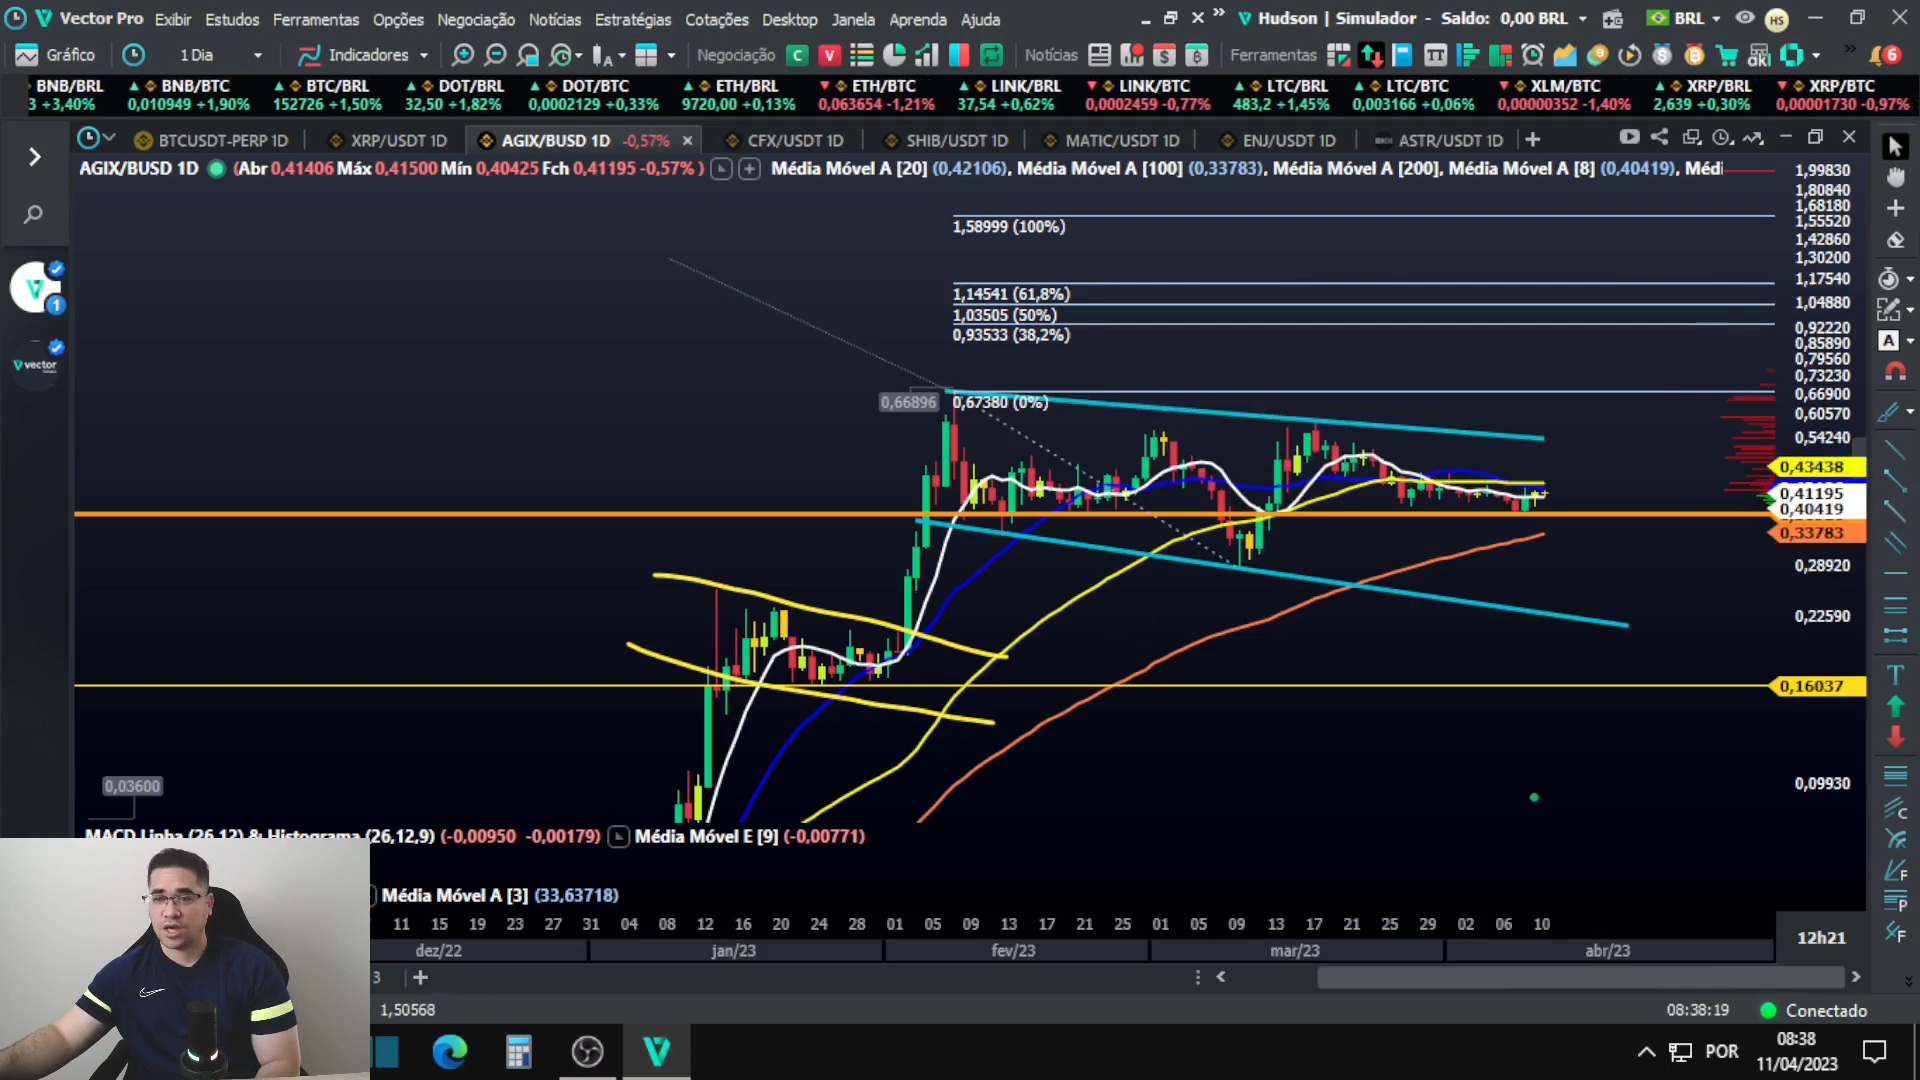 Vector Pro Exibir Estudos Ferramentas Opções Negociação Notícias Estratégias Cotações Desktop Janela Aprenda Ajuda Hudson | Simulador - Saldo: 0,00 BRL BRL HS
Gráfico 1 Dia Indicadores Negociação C V Notícias Ferramentas 6
BNB/BRL BNB/BTC BTC/BRL DOT/BRL DOT/BTC ETH/BRL ETH/BTC LINK/BRL LINK/BTC LTC/BRL LTC/BTC XLM/BTC XRP/BRL XRP/BTC
3 +3,40% 0,010949 +1,90% 152726 +1,50% 32,50 +1,82% 0,0002129 +0,33% 9720,00 +0,13% 0,063654 -1,21% 37,54 +0,62% 0,0002459 -0,77% 483,2 +1,45% 0,003166 +0,06% 0,00000352 -1,40% 2,639 +0,30% 0,00001730 -0,97%
BTCUSDT-PERP 1D XRP/USDT 1D AGIX/BUSD 1D -0,57% CFX/USDT 1D SHIB/USDT 1D MATIC/USDT 1D ENJ/USDT 1D ASTR/USDT 1D
AGIX/BUSD 1D (Abr 0,41406 Máx 0,41500 Mín 0,40425 Fch 0,41195 -0,57% ) Média Móvel A [20] (0,42106), Média Móvel A [100] (0,33783), Média Móvel A [200], Média Móvel A [8] (0,40419), Médi
1,99830
1,80840
1,68180
1,55520
1,42860
1,30200
1,17540
1,04880
0,92220
0,85890
0,79560
0,73230
0,66900
0,60570
0,54240
0,43438
0,41195
0,40419
0,33783
0,28920
0,22590
0,16037
0,09930
1,58999 (100%)
1,14541 (61,8%)
1,03505 (50%)
0,93533 (38,2%)
0,66896 0,67380 (0%)
1
vector
0,03600
MACD Linha (26,12) & Histograma (26,12,9) (-0,00950 -0,00179) Média Móvel E [9] (-0,00771)
Média Móvel A [3] (33,63718)
11 15 19 23 27 31 04 08 12 16 20 24 28 01 05 09 13 17 21 25 01 05 09 13 17 21 25 29 02 06 10
dez/22 jan/23 fev/23 mar/23 abr/23
12h21
3
1,50568 08:38:19 Conectado
POR
08:38
11/04/2023